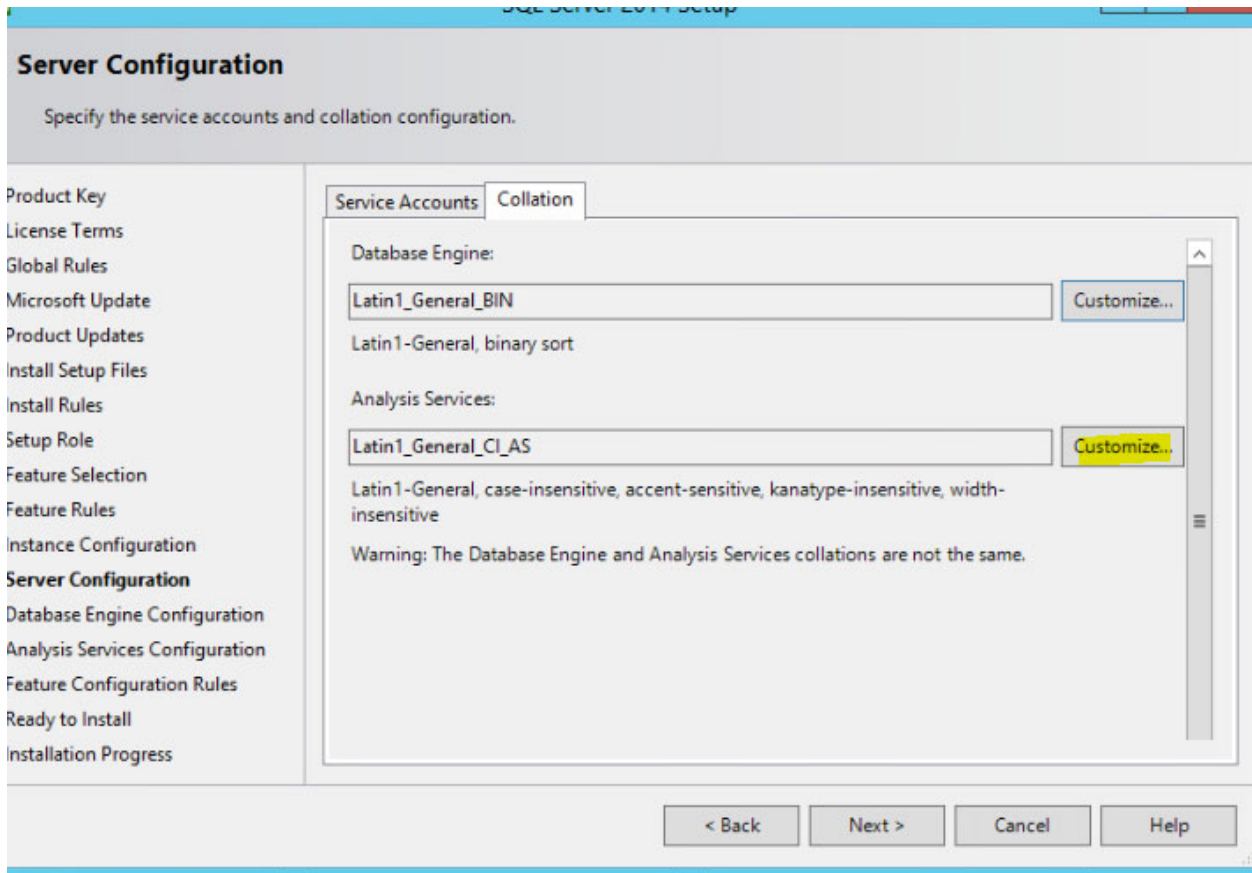 SQL Server 2014 Setup
Server Configuration
Specify the service accounts and collation configuration.
Product Key
License Terms
Global Rules
Microsoft Update
Product Updates
Install Setup Files
Install Rules
Setup Role
Feature Selection
Feature Rules
Instance Configuration
Server Configuration
Database Engine Configuration
Analysis Services Configuration
Feature Configuration Rules
Ready to Install
Installation Progress
Service Accounts Collation
Database Engine:
Latin1_General_BIN Customize...
Latin1-General, binary sort
Analysis Services:
Latin1_General_CI_AS Customize...
Latin1-General, case-insensitive, accent-sensitive, kanatype-insensitive, width-
insensitive
Warning: The Database Engine and Analysis Services collations are not the same.
< Back Next > Cancel Help